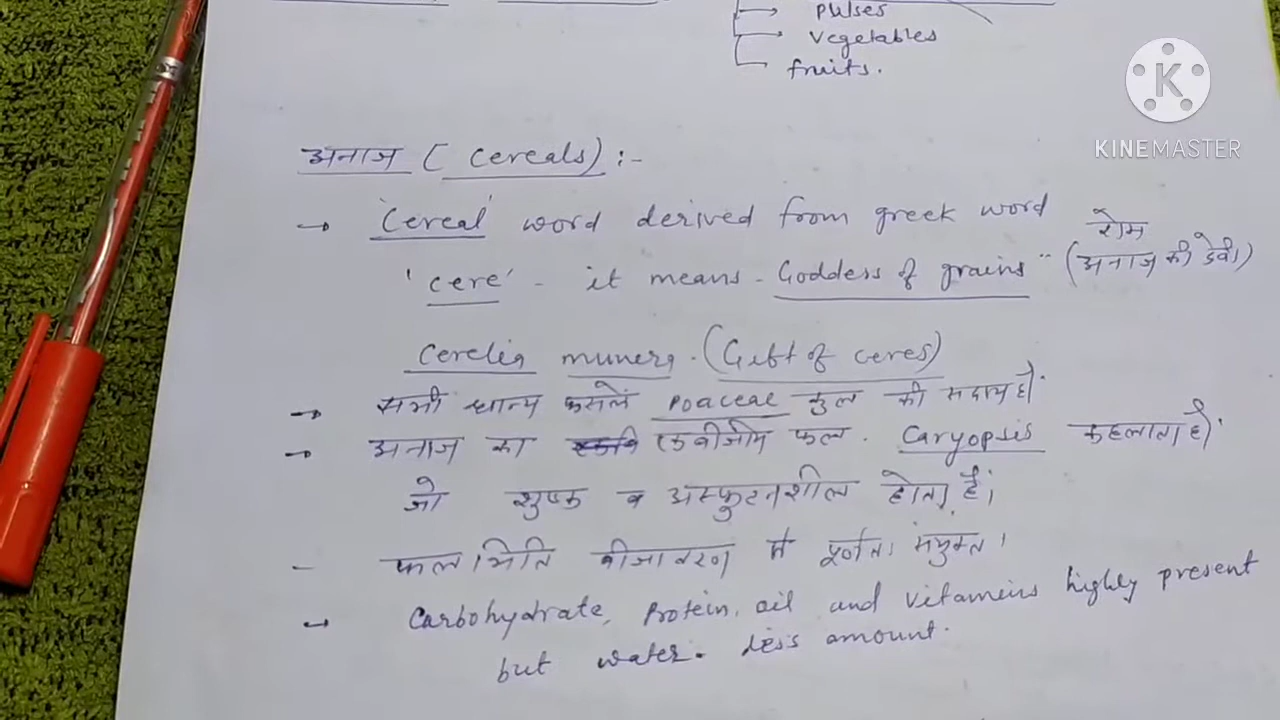 Pulses
vegetables
fruits.
K
KINEMASTER
अनाज (cereals) :-
→ 'cereal' word derived from greek word
'cere' - it means - Goddess of grains" (रोम अनाज की देवी)
Cerelia munera. (Gift of ceres)
→ सभी धान्य फसलें Poaceae कुल की सदस्य है।
→ अनाज का एकबीजीय फल. Caryopsis कहलाता है।
जो शुष्क व अस्फुटनशील होता है।
- फलभित्ति बीजावरण से पूर्णतः संयुक्त।
→ Carbohydrate, Protein, oil and vitamins highly present
but water. less amount.